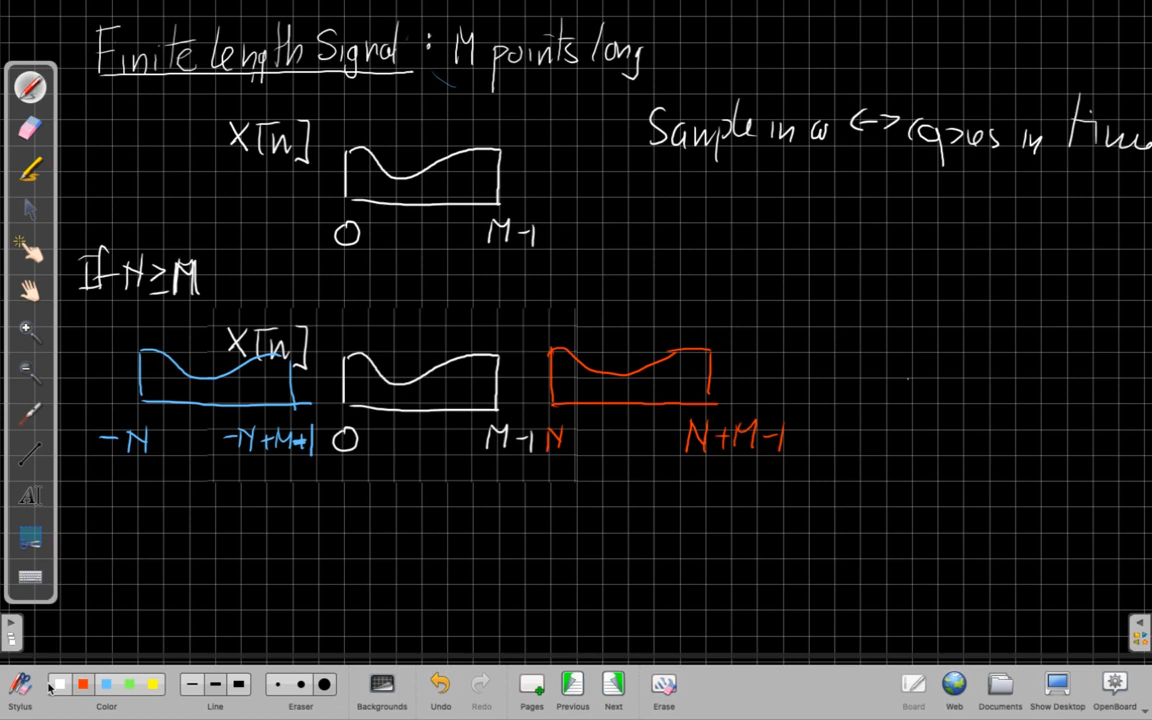 Finite length Signal : M points long
Sample in ω <-> copies in time
X[n]
0 M-1
If N≥M
X[n]
-N -N+M-1 0 M-1 N N+M-1
Stylus Color Line Eraser Backgrounds Undo Redo Pages Previous Next Erase Board Web Documents Show Desktop OpenBoard